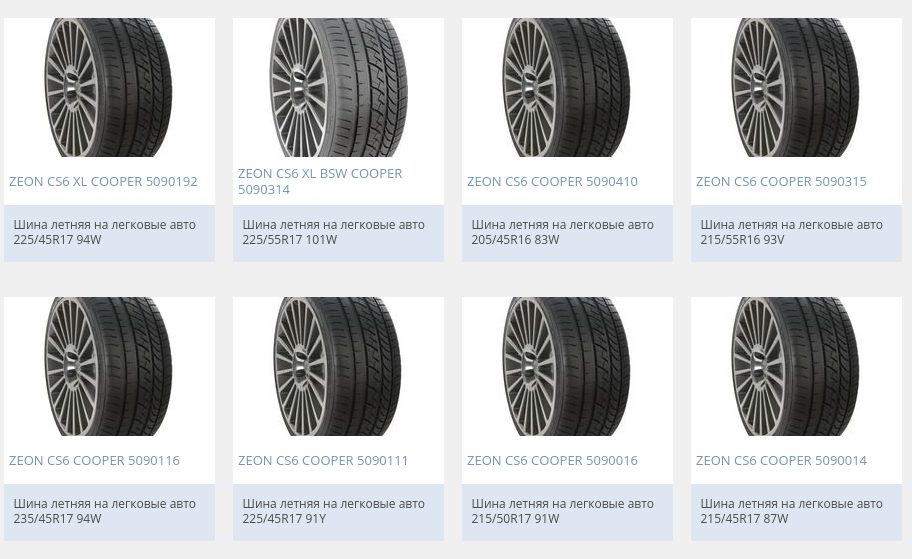 ZEON CS6 XL COOPER 5090192
ZEON CS6 XL BSW COOPER
5090314
ZEON CS6 COOPER 5090410
ZEON CS6 COOPER 5090315
Шина летняя на легковые авто
225/45R17 94W
Шина летняя на легковые авто
225/55R17 101W
Шина летняя на легковые авто
205/45R16 83W
Шина летняя на легковые авто
215/55R16 93V
ZEON CS6 COOPER 5090116
ZEON CS6 COOPER 5090111
ZEON CS6 COOPER 5090016
ZEON CS6 COOPER 5090014
Шина летняя на легковые авто
235/45R17 94W
Шина летняя на легковые авто
225/45R17 91Y
Шина летняя на легковые авто
215/50R17 91W
Шина летняя на легковые авто
215/45R17 87W